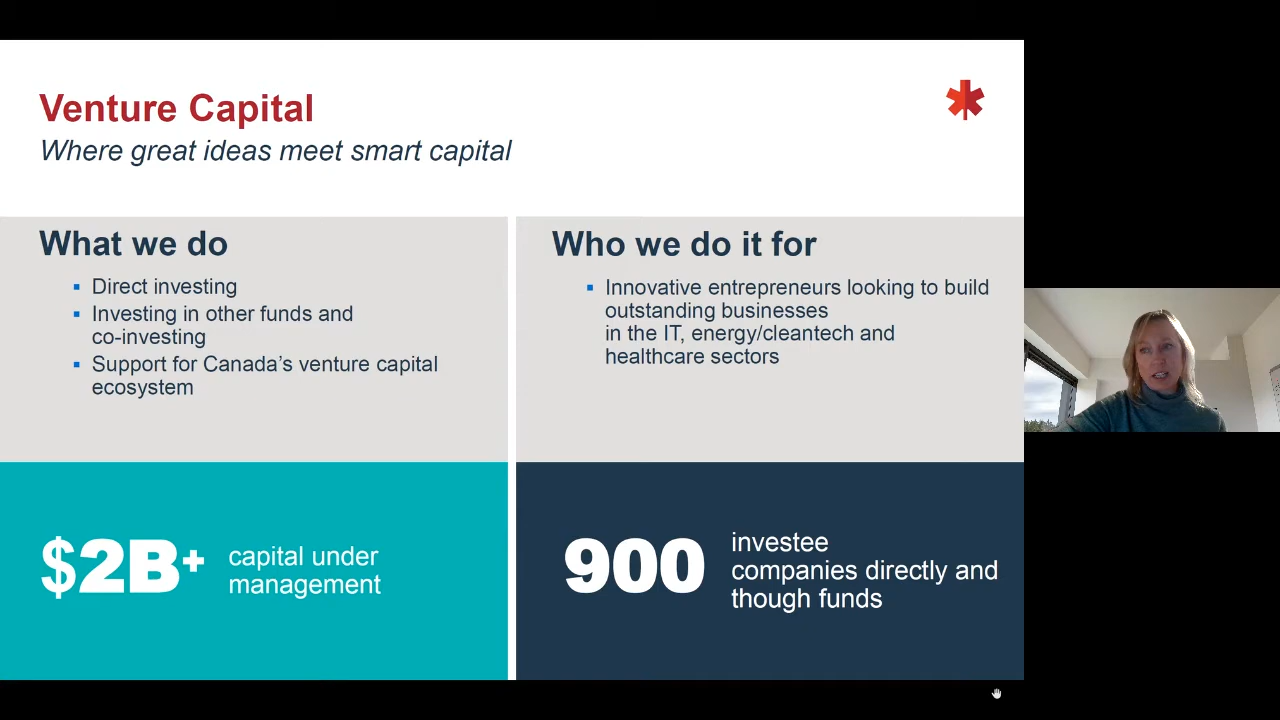 Venture Capital
Where great ideas meet smart capital
What we do
Direct investing
Investing in other funds and
co-investing
Support for Canada's venture capital
ecosystem
Who we do it for
Innovative entrepreneurs looking to build
outstanding businesses
in the IT, energy/cleantech and
healthcare sectors
$2B+
capital under
management
900
investee
companies directly and
though funds